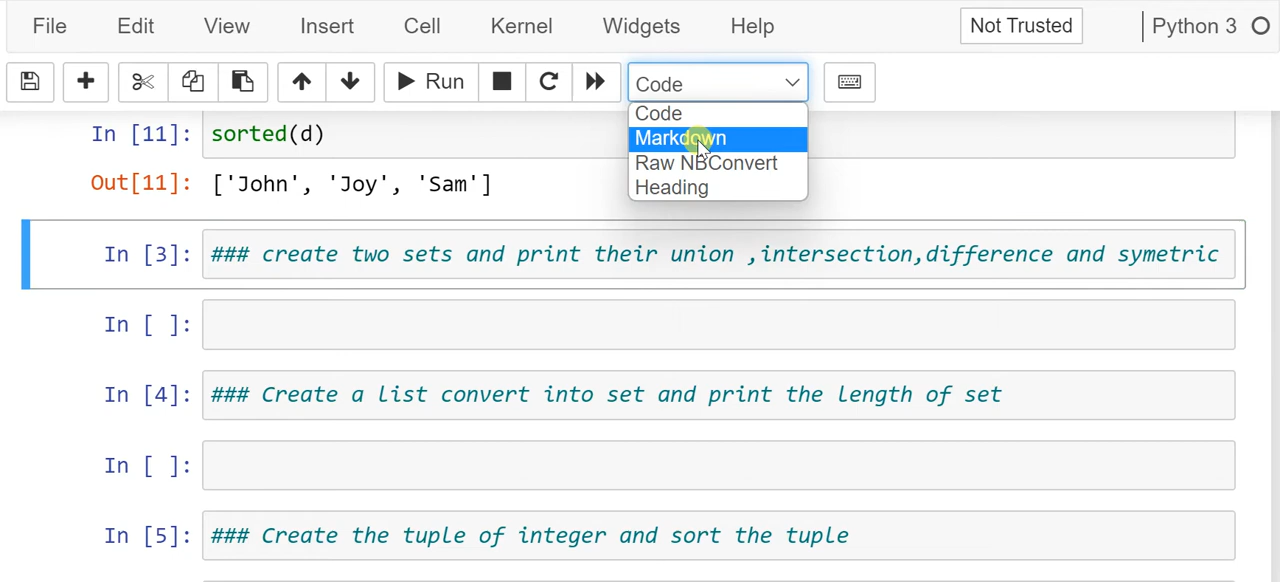 File Edit View Insert Cell Kernel Widgets Help Not Trusted Python 3
Run Code
Code
Markdown
Raw NBConvert
Heading
In [11]: sorted(d)
Out[11]: ['John', 'Joy', 'Sam']
In [3]: ### create two sets and print their union ,intersection,difference and symetric
In [ ]:
In [4]: ### Create a list convert into set and print the length of set
In [ ]:
In [5]: ### Create the tuple of integer and sort the tuple